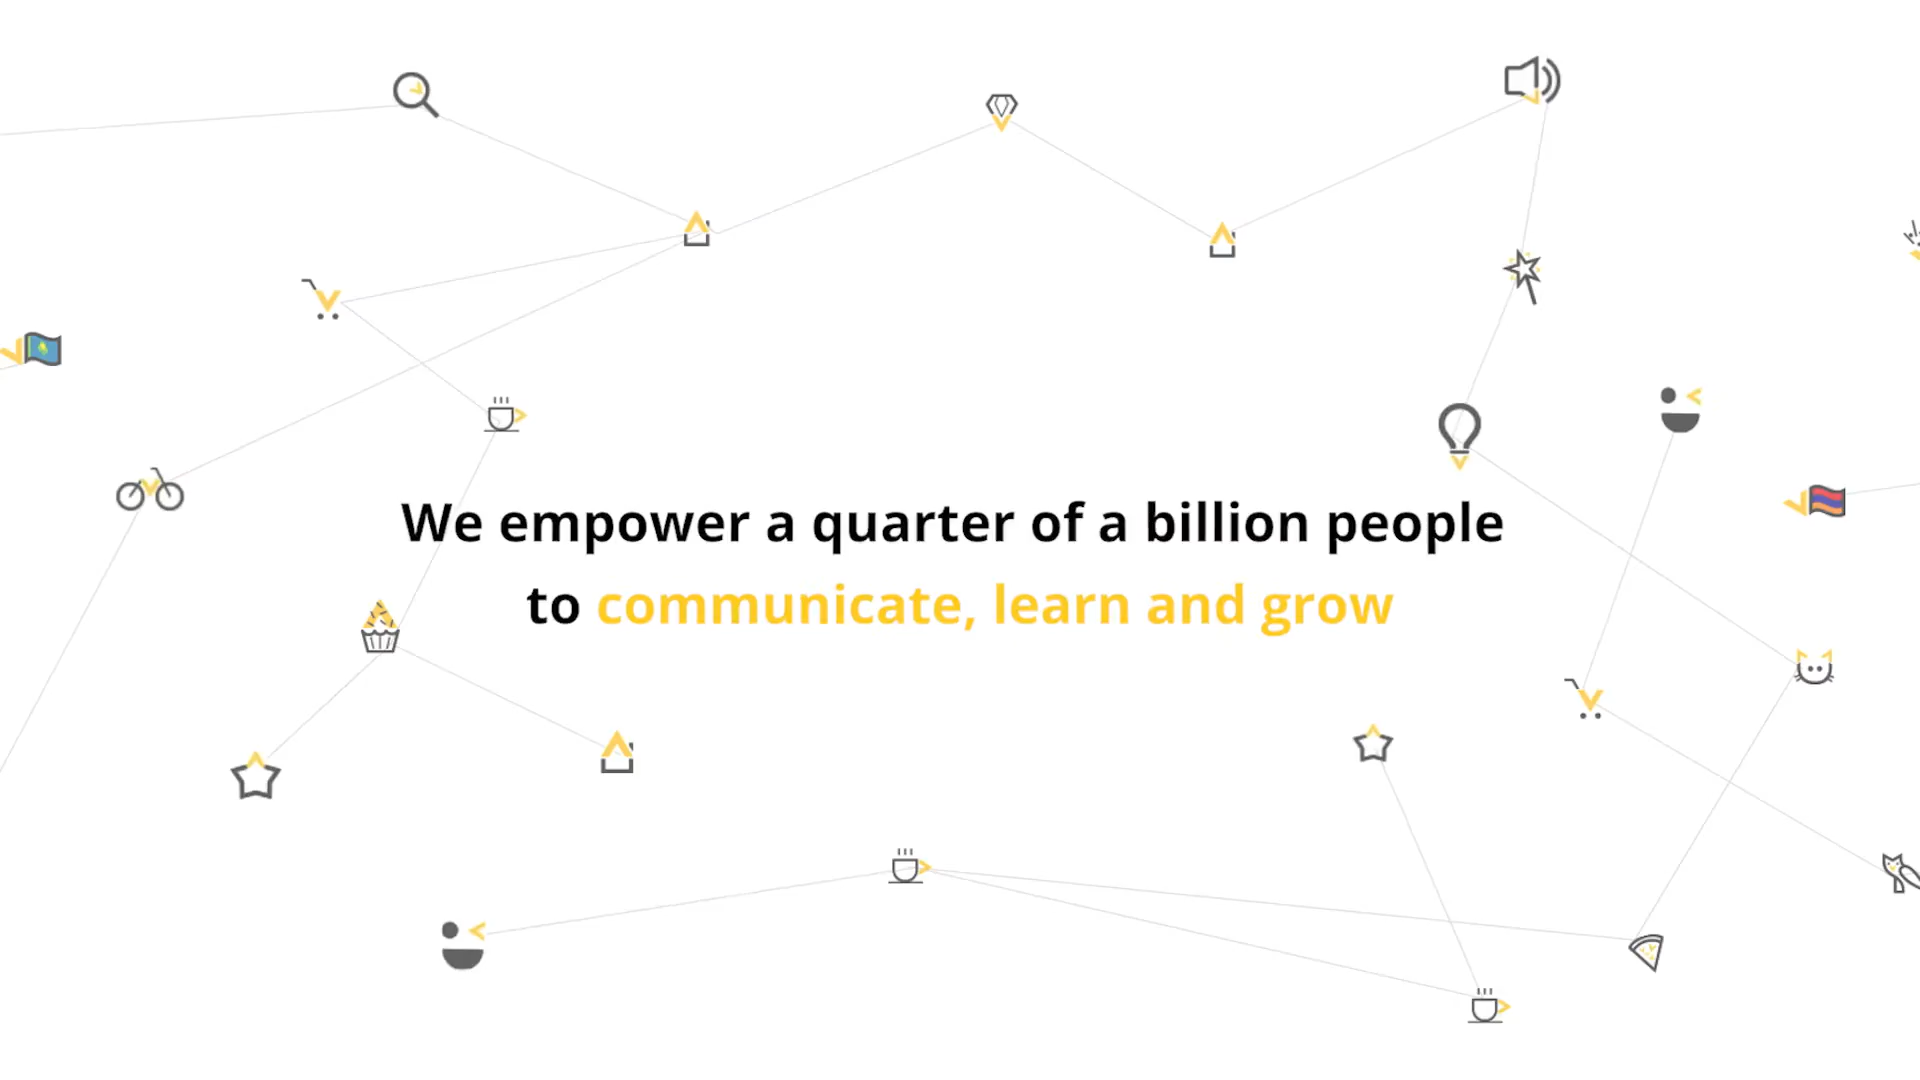 We empower a quarter of a billion people
to communicate, learn and grow